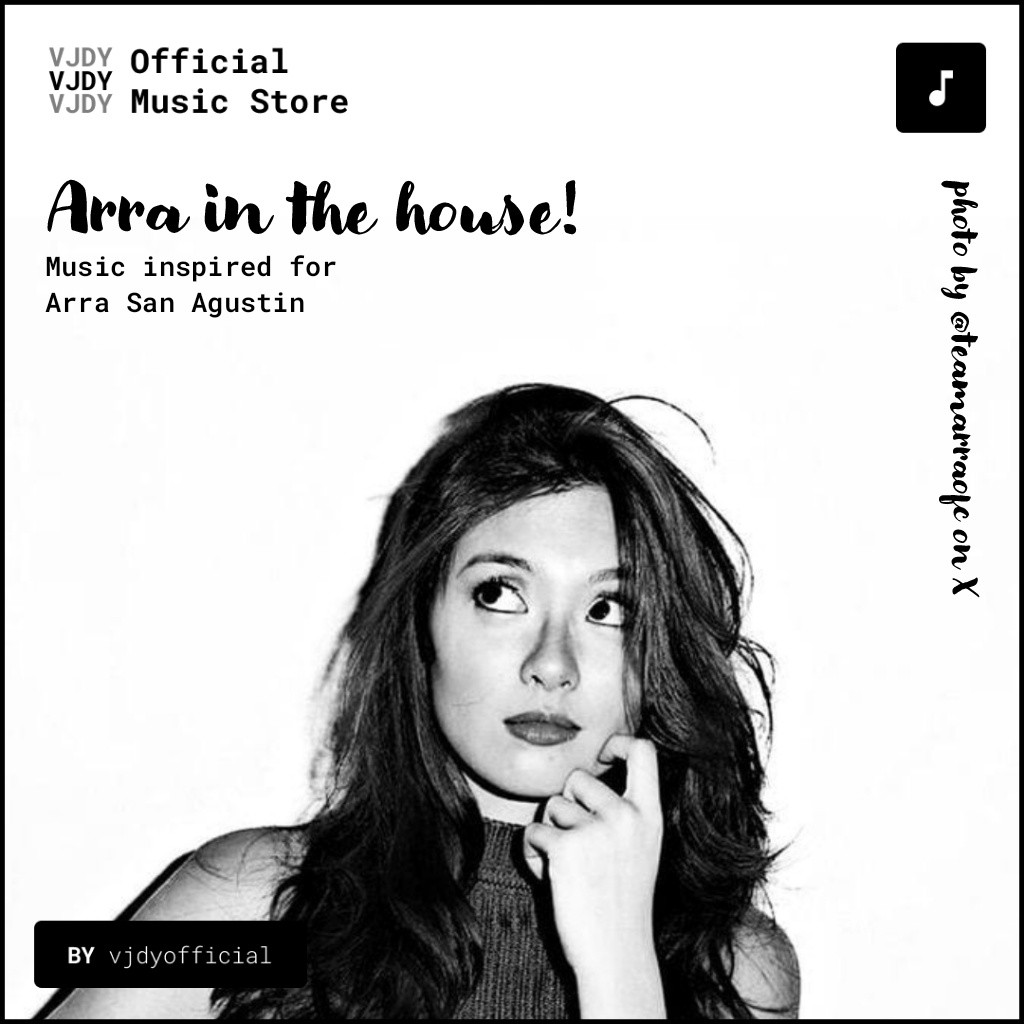 VJDY
VJDY
VJDY
Official
Music Store
Arra in the house!
Music inspired for
Arra San Agustin
photo by @teamarraofc on X
BY vjdyofficial